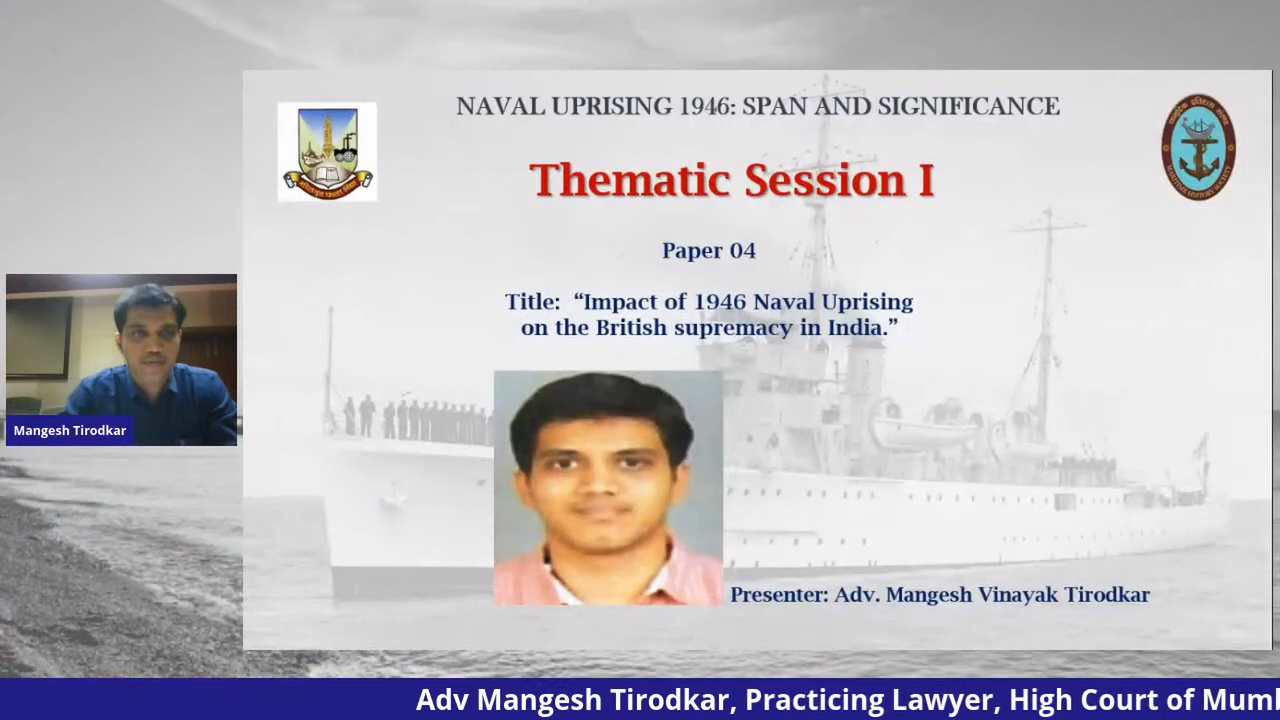 NAVAL UPRISING 1946: SPAN AND SIGNIFICANCE
Thematic Session I
Paper 04
Title: “Impact of 1946 Naval Uprising
on the British supremacy in India.”
Mangesh Tirodkar
Presenter: Adv. Mangesh Vinayak Tirodkar
Adv Mangesh Tirodkar, Practicing Lawyer, High Court of Mum